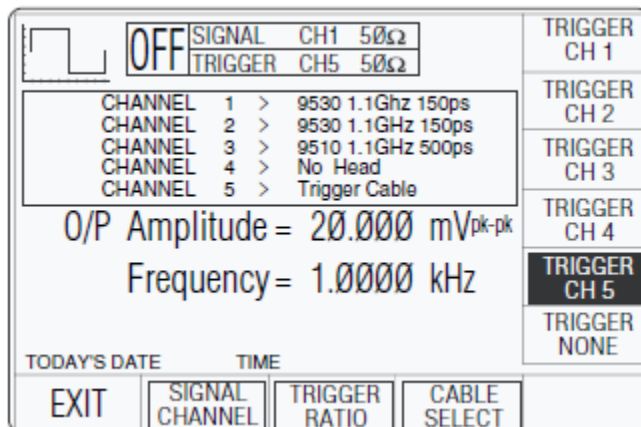 OFF SIGNAL CH1 5ØΩ
TRIGGER CH5 5ØΩ
CHANNEL 1 > 9530 1.1Ghz 150ps
CHANNEL 2 > 9530 1.1GHz 150ps
CHANNEL 3 > 9510 1.1GHz 500ps
CHANNEL 4 > No Head
CHANNEL 5 > Trigger Cable
O/P Amplitude = 2Ø.ØØØ mVpk-pk
Frequency = 1.ØØØØ kHz
TODAY'S DATE TIME
EXIT
SIGNAL
CHANNEL
TRIGGER
RATIO
CABLE
SELECT
TRIGGER
CH 1
TRIGGER
CH 2
TRIGGER
CH 3
TRIGGER
CH 4
TRIGGER
CH 5
TRIGGER
NONE